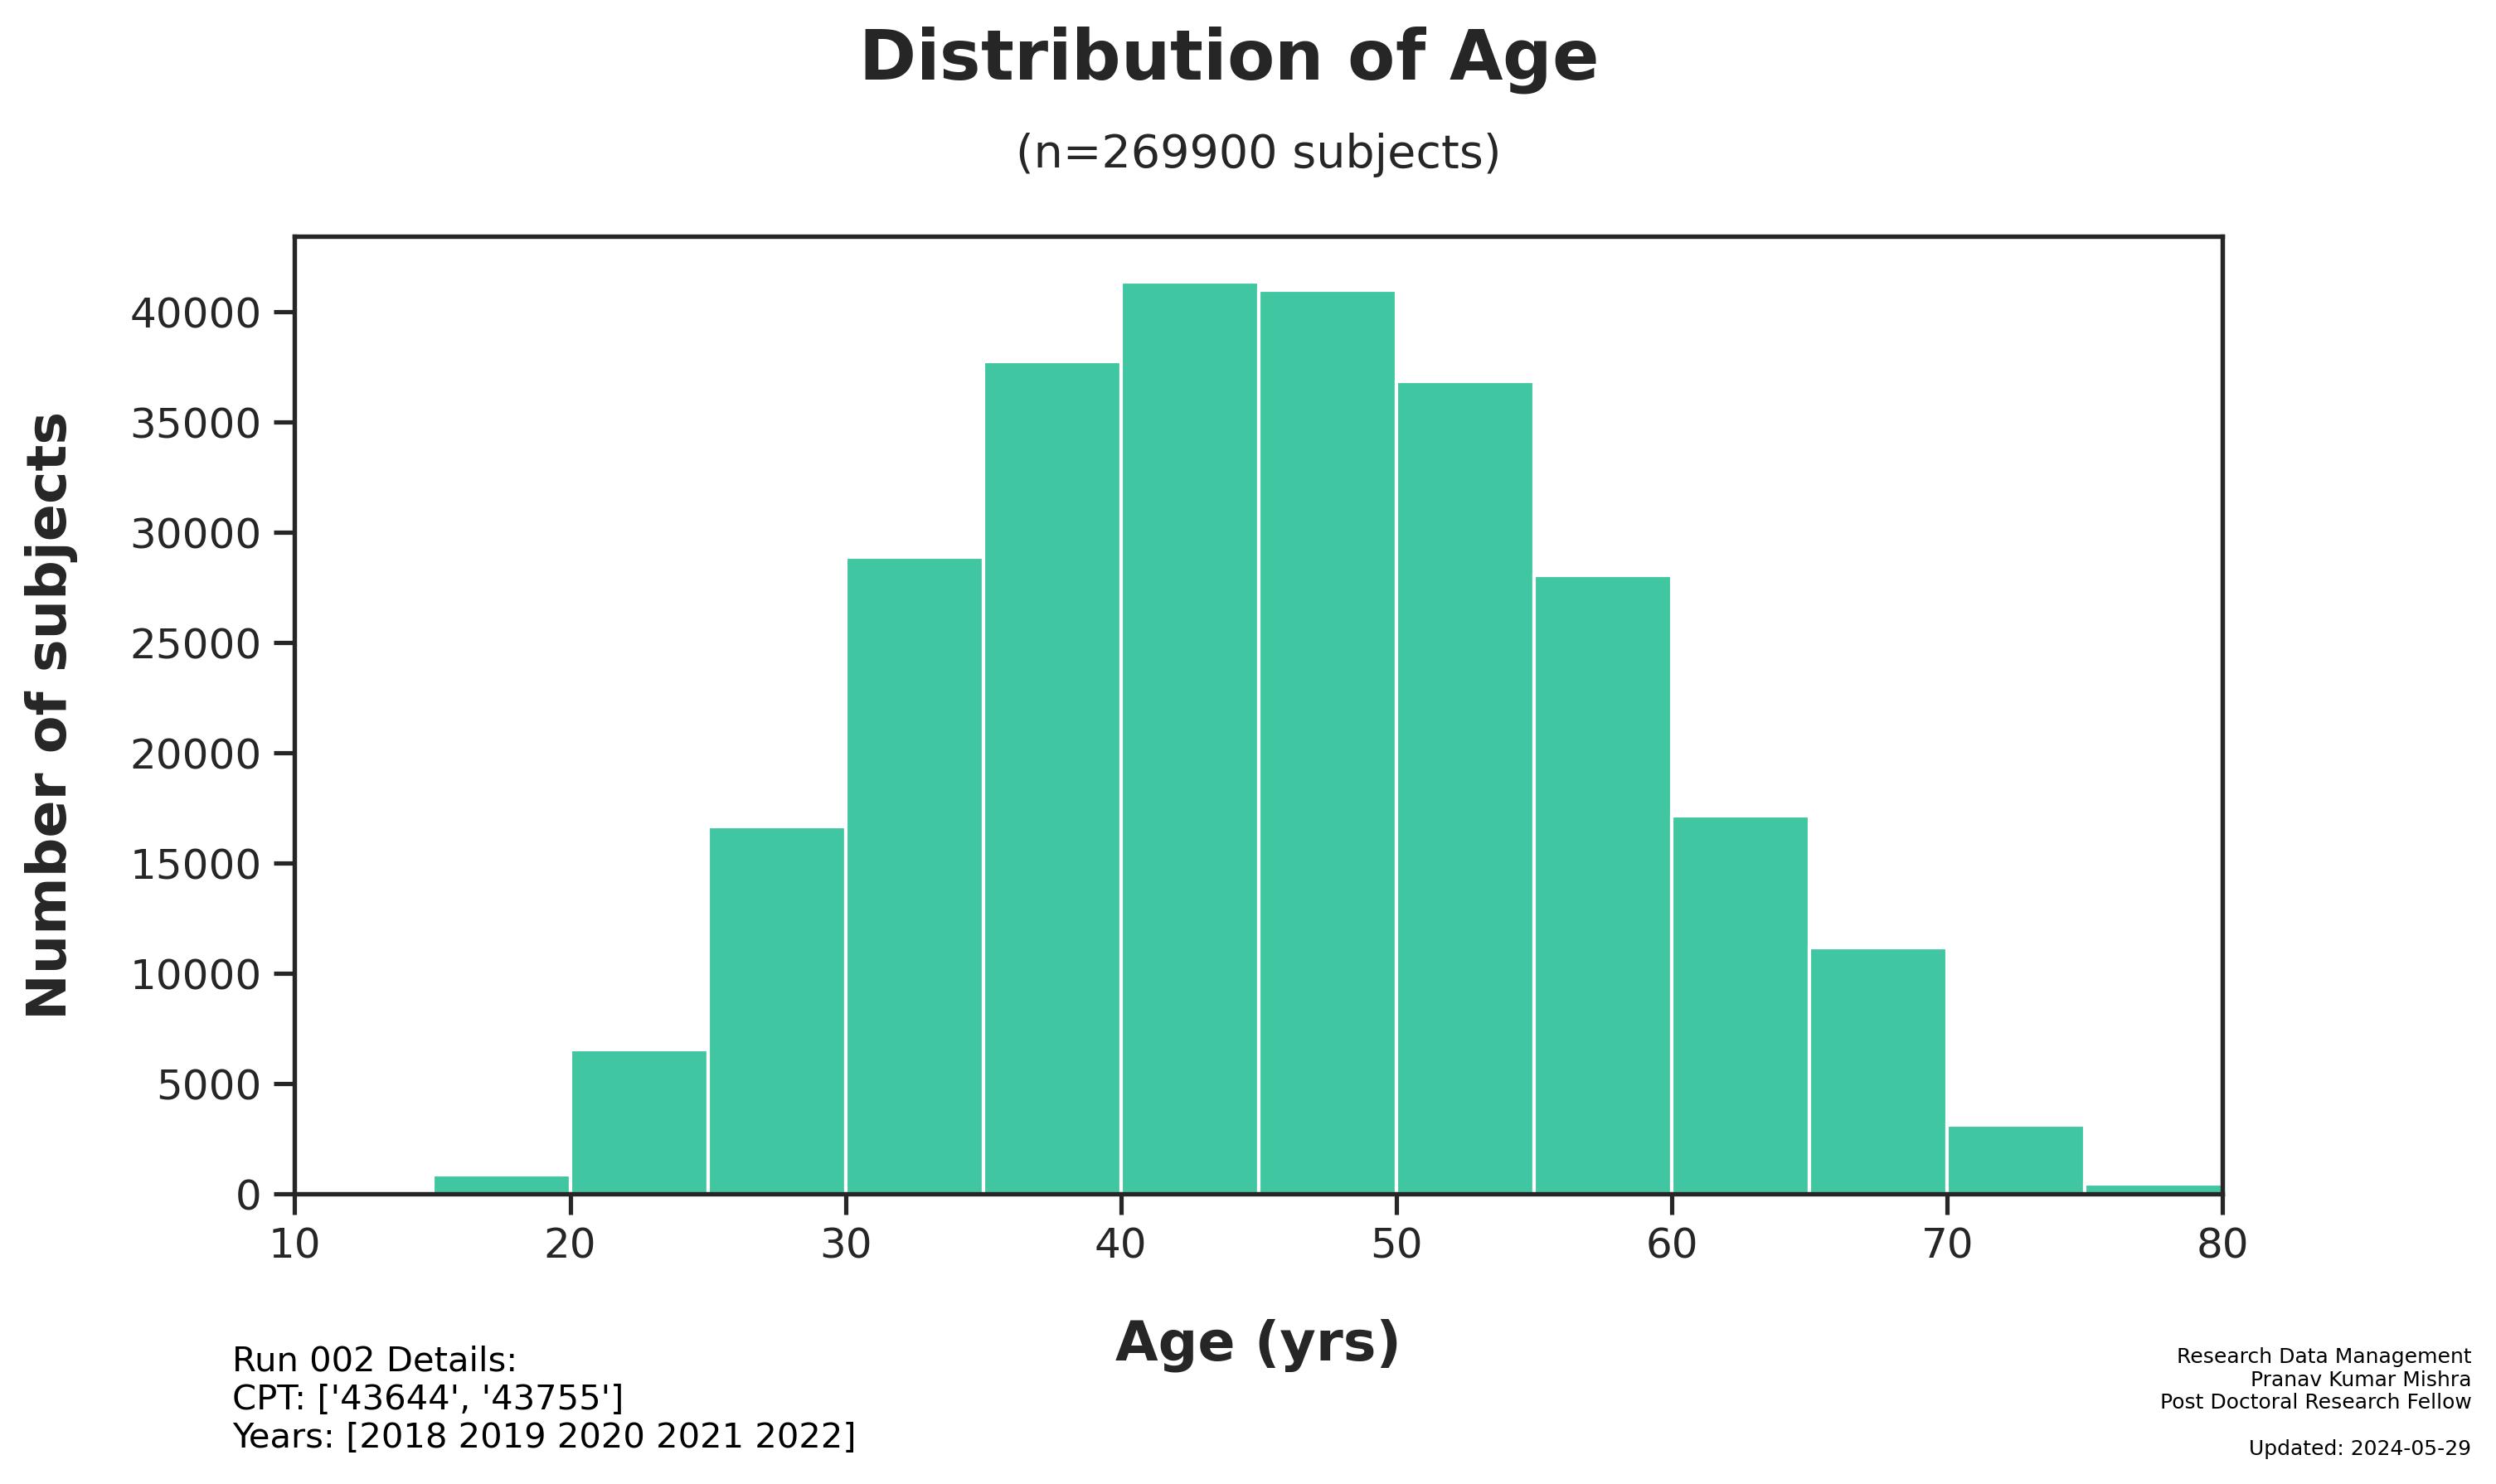 Distribution of Age
(n=269900 subjects)
Number of subjects
40000
35000
30000
25000
20000
15000
10000
5000
0
10 20 30 40 50 60 70 80
Age (yrs)
Run 002 Details:
CPT: ['43644', '43755']
Years: [2018 2019 2020 2021 2022]
Research Data Management
Pranav Kumar Mishra
Post Doctoral Research Fellow
Updated: 2024-05-29